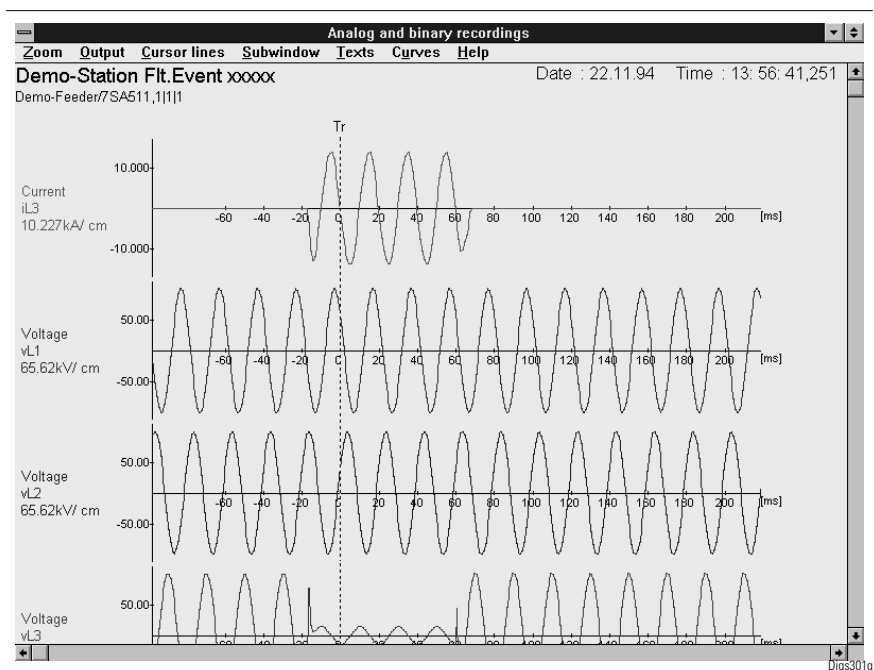 Analog and binary recordings
Zoom Output Cursor lines Subwindow Texts Curves Help
Demo-Station Flt.Event xxxxx Date : 22.11.94 Time : 13: 56: 41,251
Demo-Feeder/7SA511,1|1|1
Tr
10.000
Current
iL3
10.227kA/ cm
-60 -40 -20 0 20 40 60 80 100 120 140 160 180 200 [ms]
-10.000
50.00
Voltage
vL1
65.62kV/ cm
-60 -40 -20 0 20 40 60 80 100 120 140 160 180 200 [ms]
-50.00
50.00
Voltage
vL2
65.62kV/ cm
-60 -40 -20 0 20 40 60 80 100 120 140 160 180 200 [ms]
-50.00
50.00
Voltage
vL3
Digs301g